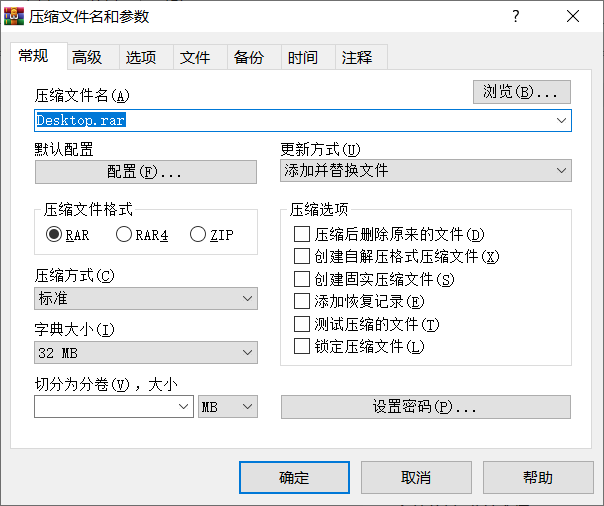 压缩文件名和参数
常规 高级 选项 文件 备份 时间 注释
压缩文件名(A) 浏览(B)...
Desktop.rar
默认配置 更新方式(U)
配置(F)... 添加并替换文件
压缩文件格式 压缩选项
RAR RAR4 ZIP 压缩后删除原来的文件(D)
创建自解压格式压缩文件(X)
压缩方式(C) 创建固实压缩文件(S)
标准 添加恢复记录(E)
字典大小(I) 测试压缩的文件(T)
32 MB 锁定压缩文件(L)
切分为分卷(V)，大小
MB 设置密码(P)...
确定 取消 帮助